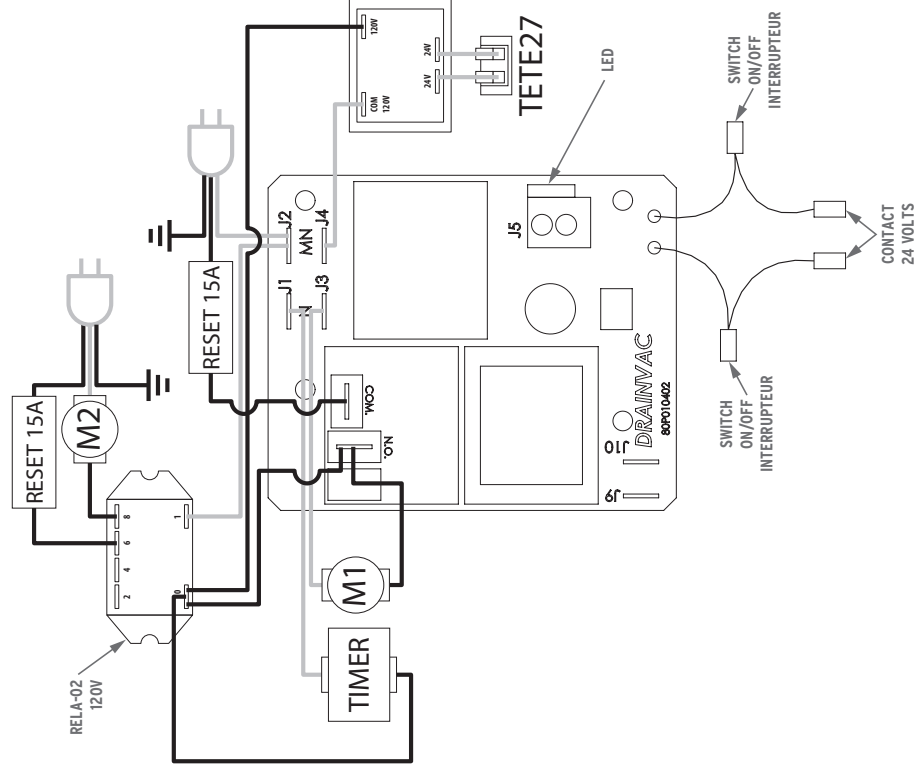 RESET 15A
M2
RELA-02
120V
2
4
6
8
0
1
TIMER
M1
RESET 15A
COM
120V
120V
24V
24V
TETE27
J1
J2
J3
J4
N
MN
COM.
N.O.
J5
J9
J10
DRAINVAC
80P010402
LED
SWITCH
ON/OFF
INTERRUPTEUR
SWITCH
ON/OFF
INTERRUPTEUR
CONTACT
24 VOLTS